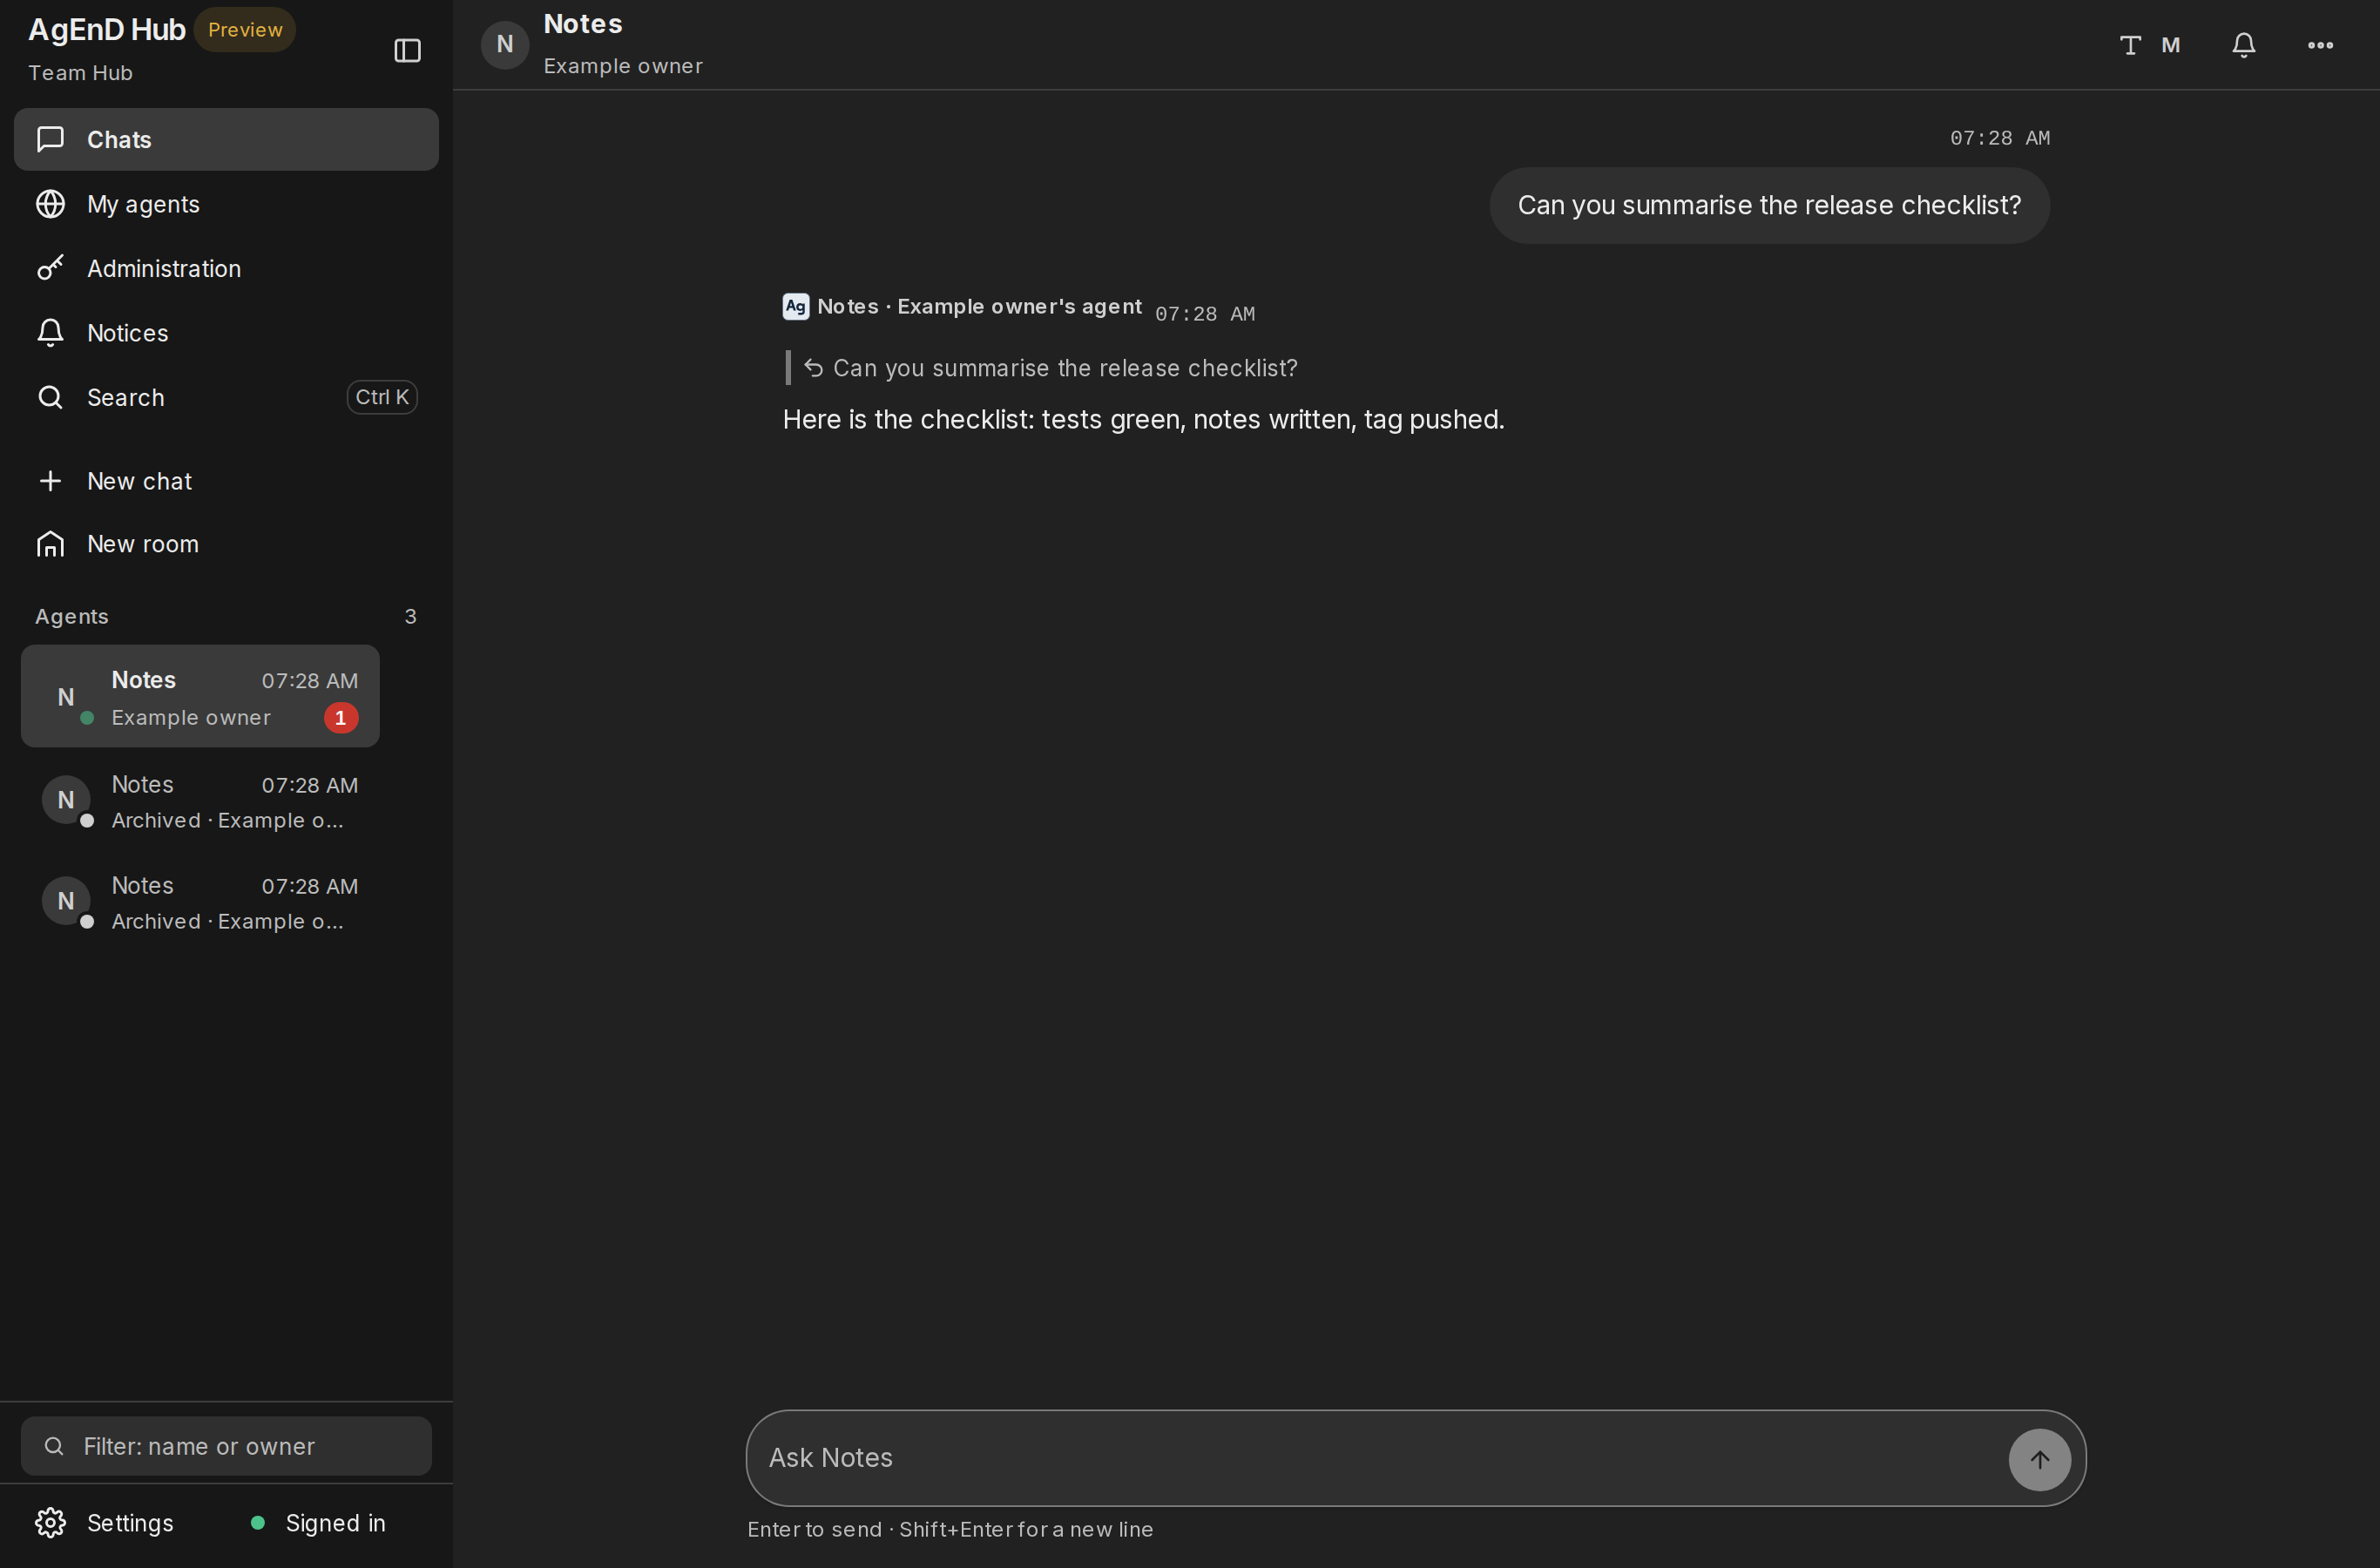 AgEnD Hub Preview
Team Hub
Chats
My agents
Administration
Notices
Search Ctrl K
New chat
New room
Agents 3
N Notes 07:28 AM
Example owner 1
N Notes 07:28 AM
Archived · Example o...
N Notes 07:28 AM
Archived · Example o...
Filter: name or owner
Settings Signed in
N Notes
Example owner
T M
07:28 AM
Can you summarise the release checklist?
Ag Notes · Example owner's agent 07:28 AM
Can you summarise the release checklist?
Here is the checklist: tests green, notes written, tag pushed.
Ask Notes
Enter to send · Shift+Enter for a new line